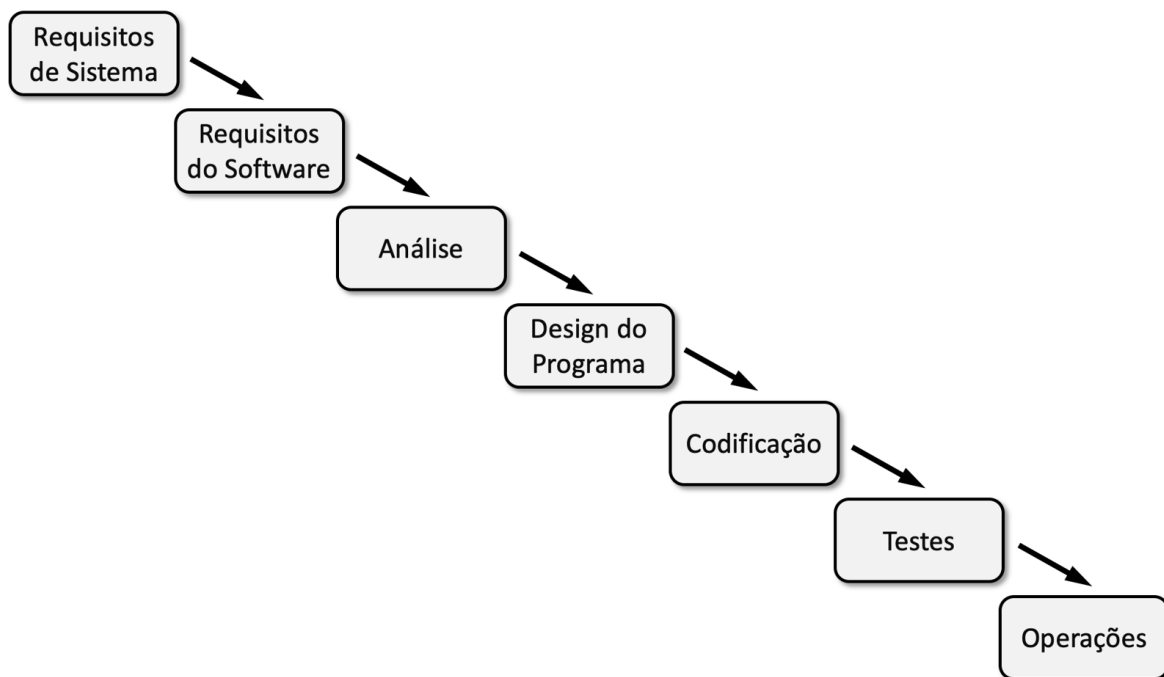 Requisitos
de Sistema
Requisitos
do Software
Análise
Design do
Programa
Codificação
Testes
Operações